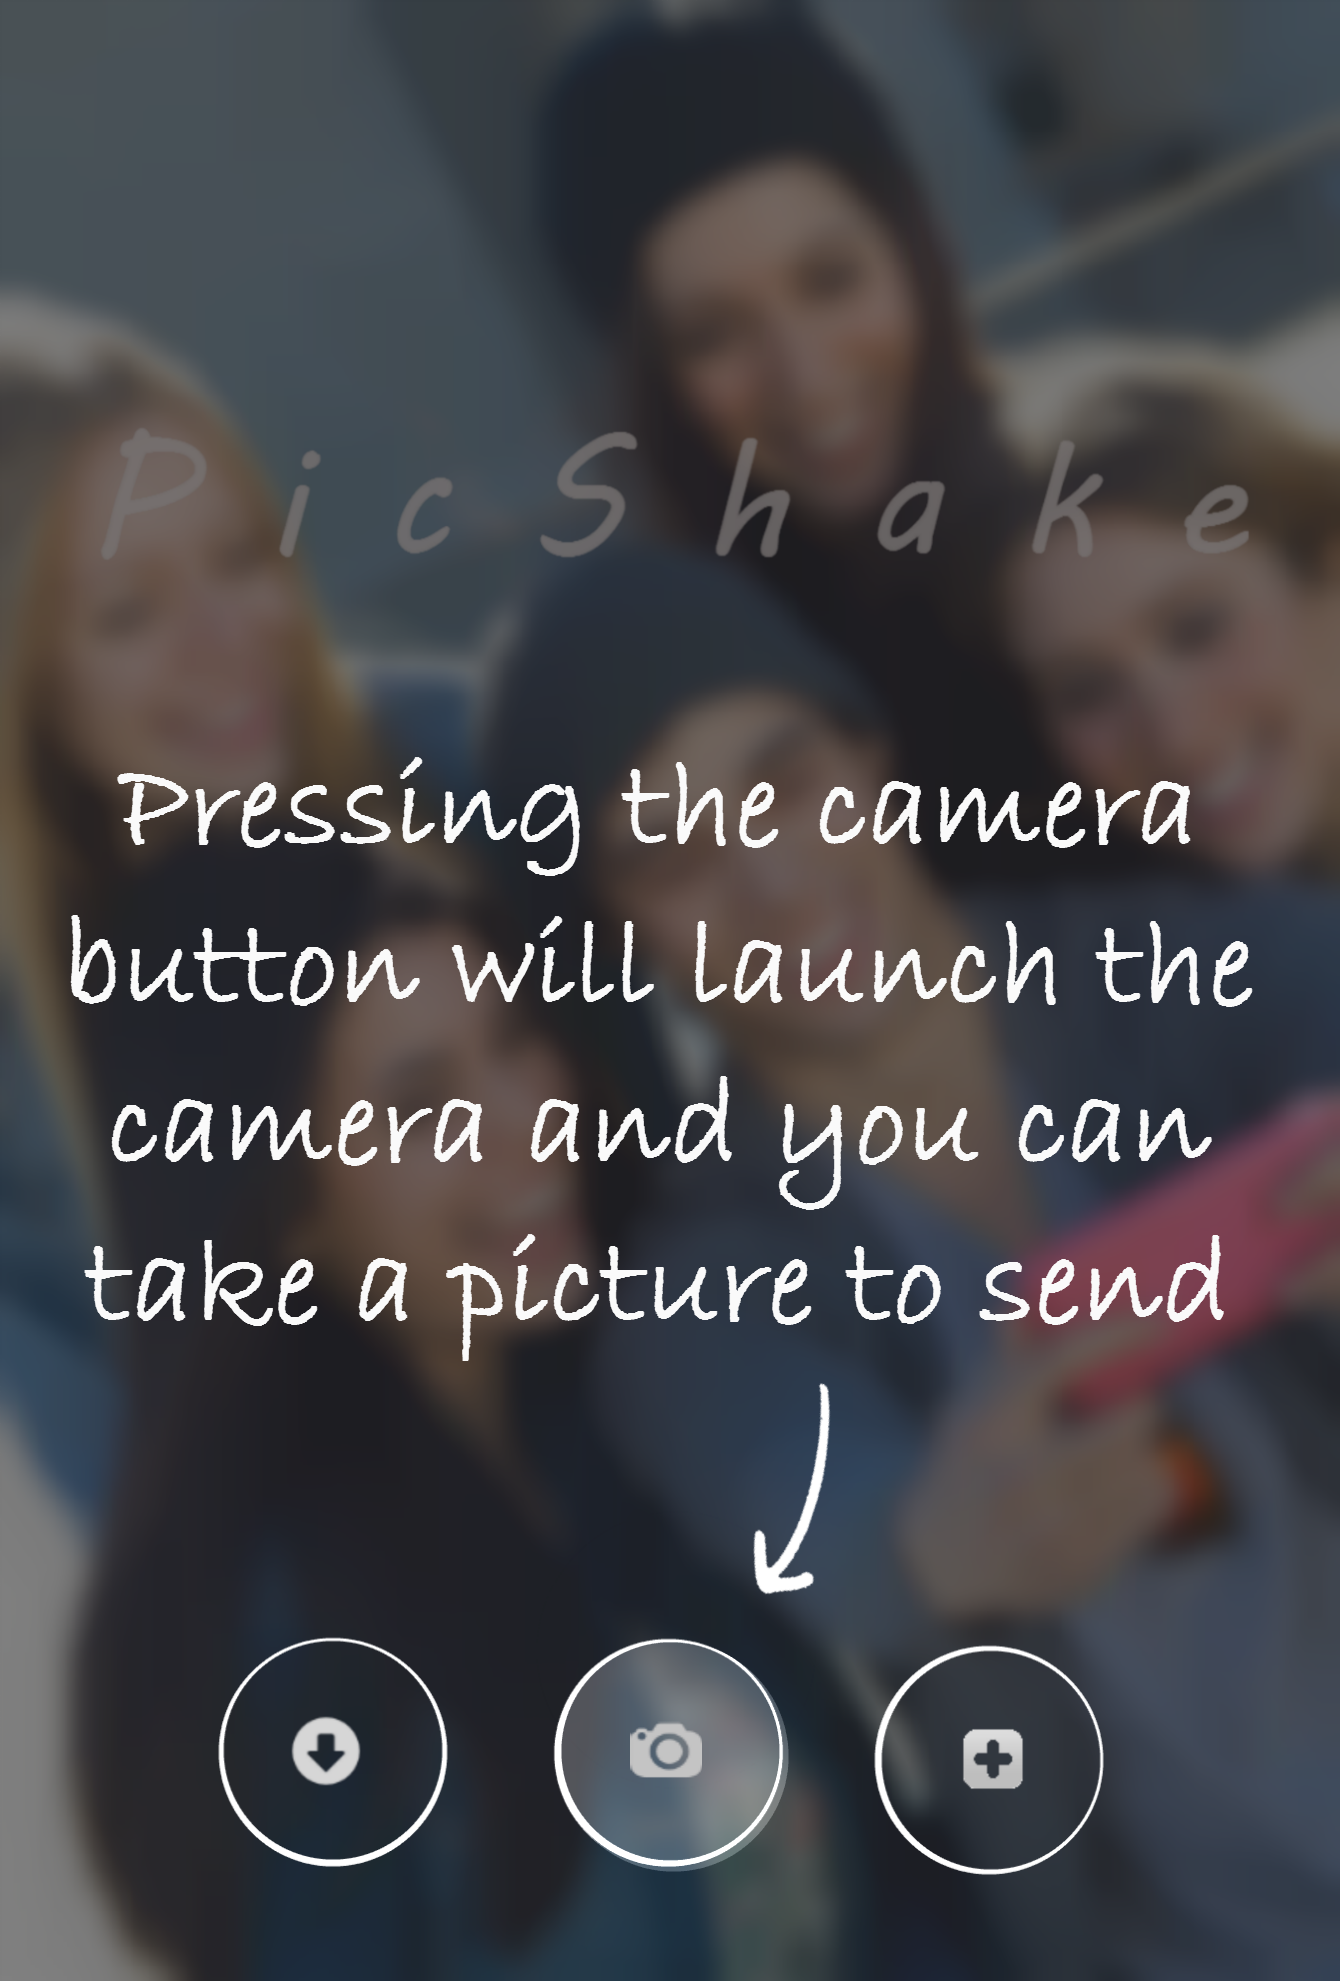 PicShake
Pressing the camera
button will launch the
camera and you can
take a picture to send